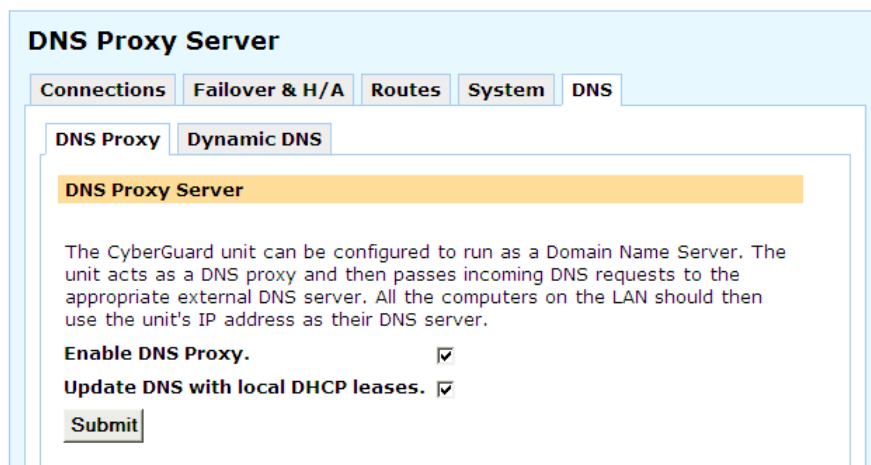 DNS Proxy Server
Connections Failover & H/A Routes System DNS
DNS Proxy Dynamic DNS
DNS Proxy Server
The CyberGuard unit can be configured to run as a Domain Name Server. The
unit acts as a DNS proxy and then passes incoming DNS requests to the
appropriate external DNS server. All the computers on the LAN should then
use the unit's IP address as their DNS server.
Enable DNS Proxy.
Update DNS with local DHCP leases.
Submit